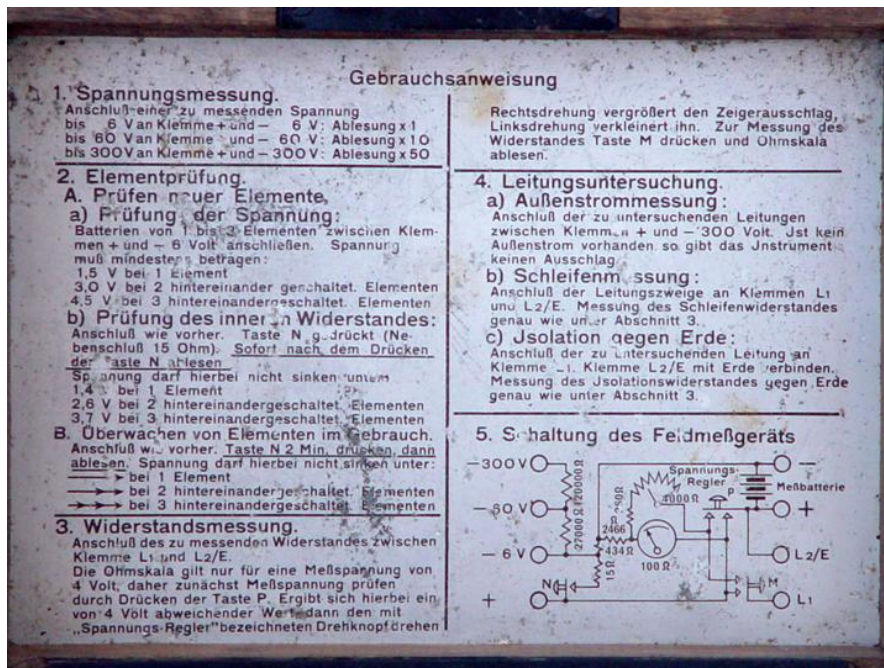 Gebrauchsanweisung
1. Spannungsmessung.
Anschluß einer zu messenden Spannung
bis 6 V an Klemme + und – 6 V: Ablesung x 1
bis 60 V an Klemme + und – 60 V: Ablesung x 10
bis 300 V an Klemme + und – 300 V: Ablesung x 50
2. Elementprüfung.
A. Prüfen neuer Elemente,
a) Prüfung der Spannung:
Batterien von 1 bis 3 Elementen zwischen Klem-
men + und – 6 Volt anschließen. Spannung
muß mindestens betragen:
1,5 V bei 1 Element
3,0 V bei 2 hintereinander geschaltet. Elementen
4,5 V bei 3 hintereinandergeschaltet. Elementen
b) Prüfung des inneren Widerstandes:
Anschluß wie vorher. Taste N gedrückt (Ne-
benschluß 15 Ohm). Sofort nach dem Drücken
der Taste N ablesen
Spannung darf hierbei nicht sinken unter:
1,4 V bei 1 Element
2,6 V bei 2 hintereinandergeschaltet. Elementen
3,7 V bei 3 hintereinandergeschaltet. Elementen
B. Überwachen von Elementen im Gebrauch.
Anschluß wie vorher. Taste N 2 Min. drücken, dann
ablesen. Spannung darf hierbei nicht sinken unter:
bei 1 Element
bei 2 hintereinander geschaltet. Elementen
bei 3 hintereinandergeschaltet. Elementen
3. Widerstandsmessung.
Anschluß des zu messenden Widerstandes zwischen
Klemme L1 und L2/E.
Die Ohmskala gilt nur für eine Meßspannung von
4 Volt, daher zunächst Meßspannung prüfen
durch Drücken der Taste P. Ergibt sich hierbei ein
von 4 Volt abweichender Wert, dann den mit
„Spannungs-Regler" bezeichneten Drehknopf drehen
Rechtsdrehung vergrößert den Zeigerausschlag,
Linksdrehung verkleinert ihn. Zur Messung des
Widerstandes Taste M drücken und Ohmskala
ablesen.
4. Leitungsuntersuchung.
a) Außenstrommessung:
Anschluß der zu untersuchenden Leitungen
zwischen Klemmen + und – 300 Volt. Jst kein
Außenstrom vorhanden so gibt das Jnstrument
keinen Ausschlag
b) Schleifenmessung:
Anschluß der Leitungszweige an Klemmen L1
und L2/E. Messung des Schleifenwiderstandes
genau wie unter Abschnitt 3.
c) Jsolation gegen Erde:
Anschluß der zu untersuchenden Leitung an
Klemme L1. Klemme L2/E mit Erde verbinden.
Messung des Jsolationswiderstandes gegen Erde
genau wie unter Abschnitt 3.
5. Schaltung des Feldmeßgeräts
– 300 V
– 60 V
– 6 V
+
120000 Ω
27000 Ω
2466
434 Ω
15 Ω
100 Ω
4000 Ω
Spannungs-
Regler
P
Meßbatterie
–
+
L2/E
L1
N
M